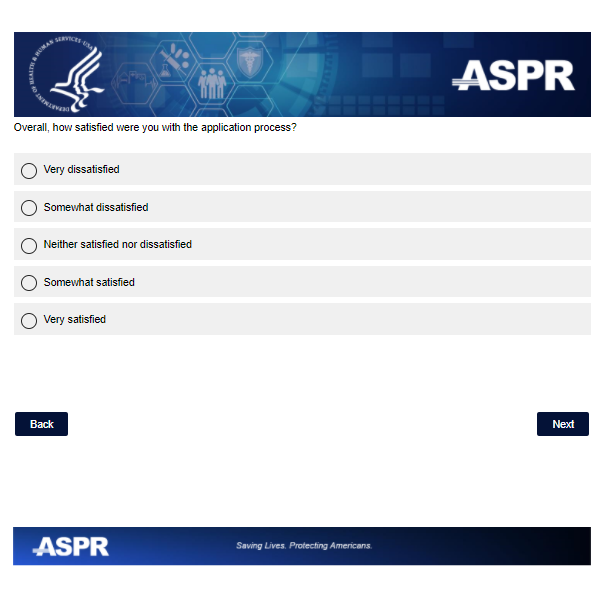 DEPARTMENT OF HEALTH & HUMAN SERVICES · USA
ASPR
Overall, how satisfied were you with the application process?
Very dissatisfied
Somewhat dissatisfied
Neither satisfied nor dissatisfied
Somewhat satisfied
Very satisfied
Back
Next
ASPR
Saving Lives. Protecting Americans.